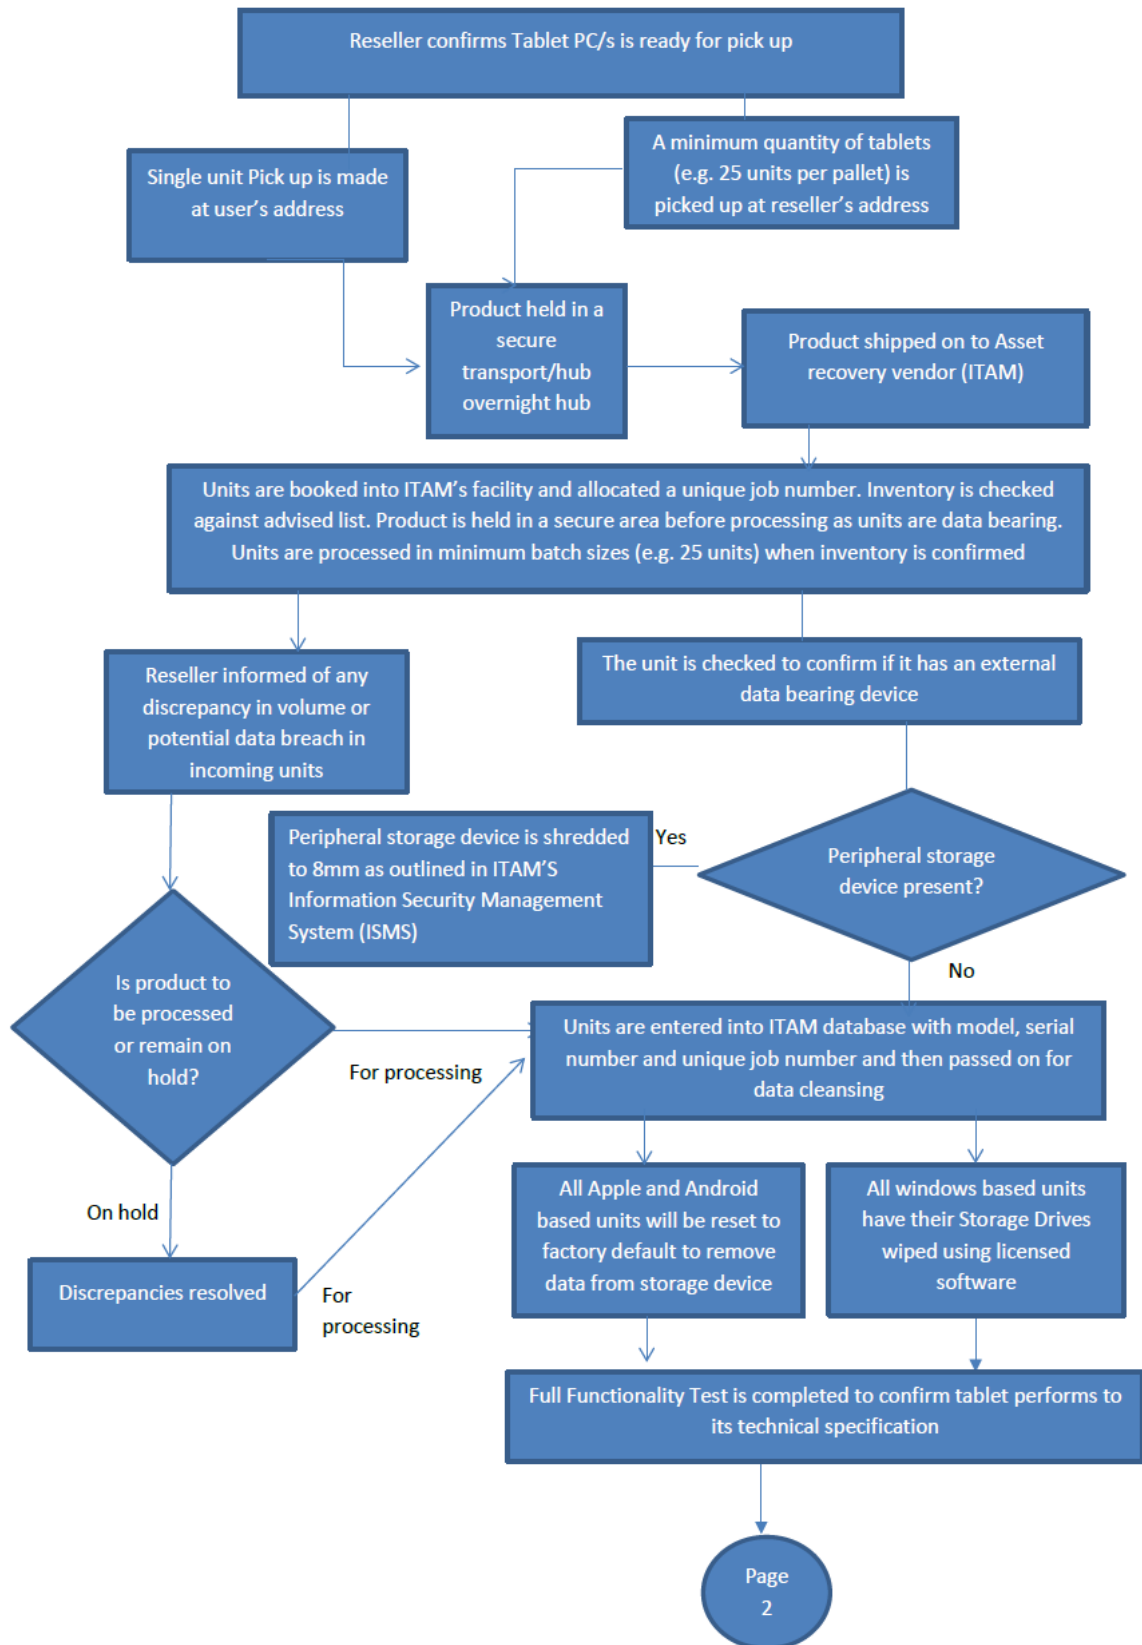 Reseller confirms Tablet PC/s is ready for pick up
A minimum quantity of tablets
(e.g. 25 units per pallet) is
picked up at reseller's address
Single unit Pick up is made
at user's address
Product held in a
secure
transport/hub
overnight hub
Product shipped on to Asset
recovery vendor (ITAM)
Units are booked into ITAM's facility and allocated a unique job number. Inventory is checked
against advised list. Product is held in a secure area before processing as units are data bearing.
Units are processed in minimum batch sizes (e.g. 25 units) when inventory is confirmed
Reseller informed of any
discrepancy in volume or
potential data breach in
incoming units
The unit is checked to confirm if it has an external
data bearing device
Peripheral storage device is shredded
to 8mm as outlined in ITAM'S
Information Security Management
System (ISMS)
Yes
Peripheral storage
device present?
No
Is product to
be processed
or remain on
hold?
For processing
Units are entered into ITAM database with model, serial
number and unique job number and then passed on for
data cleansing
On hold
Discrepancies resolved
For
processing
All Apple and Android
based units will be reset to
factory default to remove
data from storage device
All windows based units
have their Storage Drives
wiped using licensed
software
Full Functionality Test is completed to confirm tablet performs to
its technical specification
Page
2